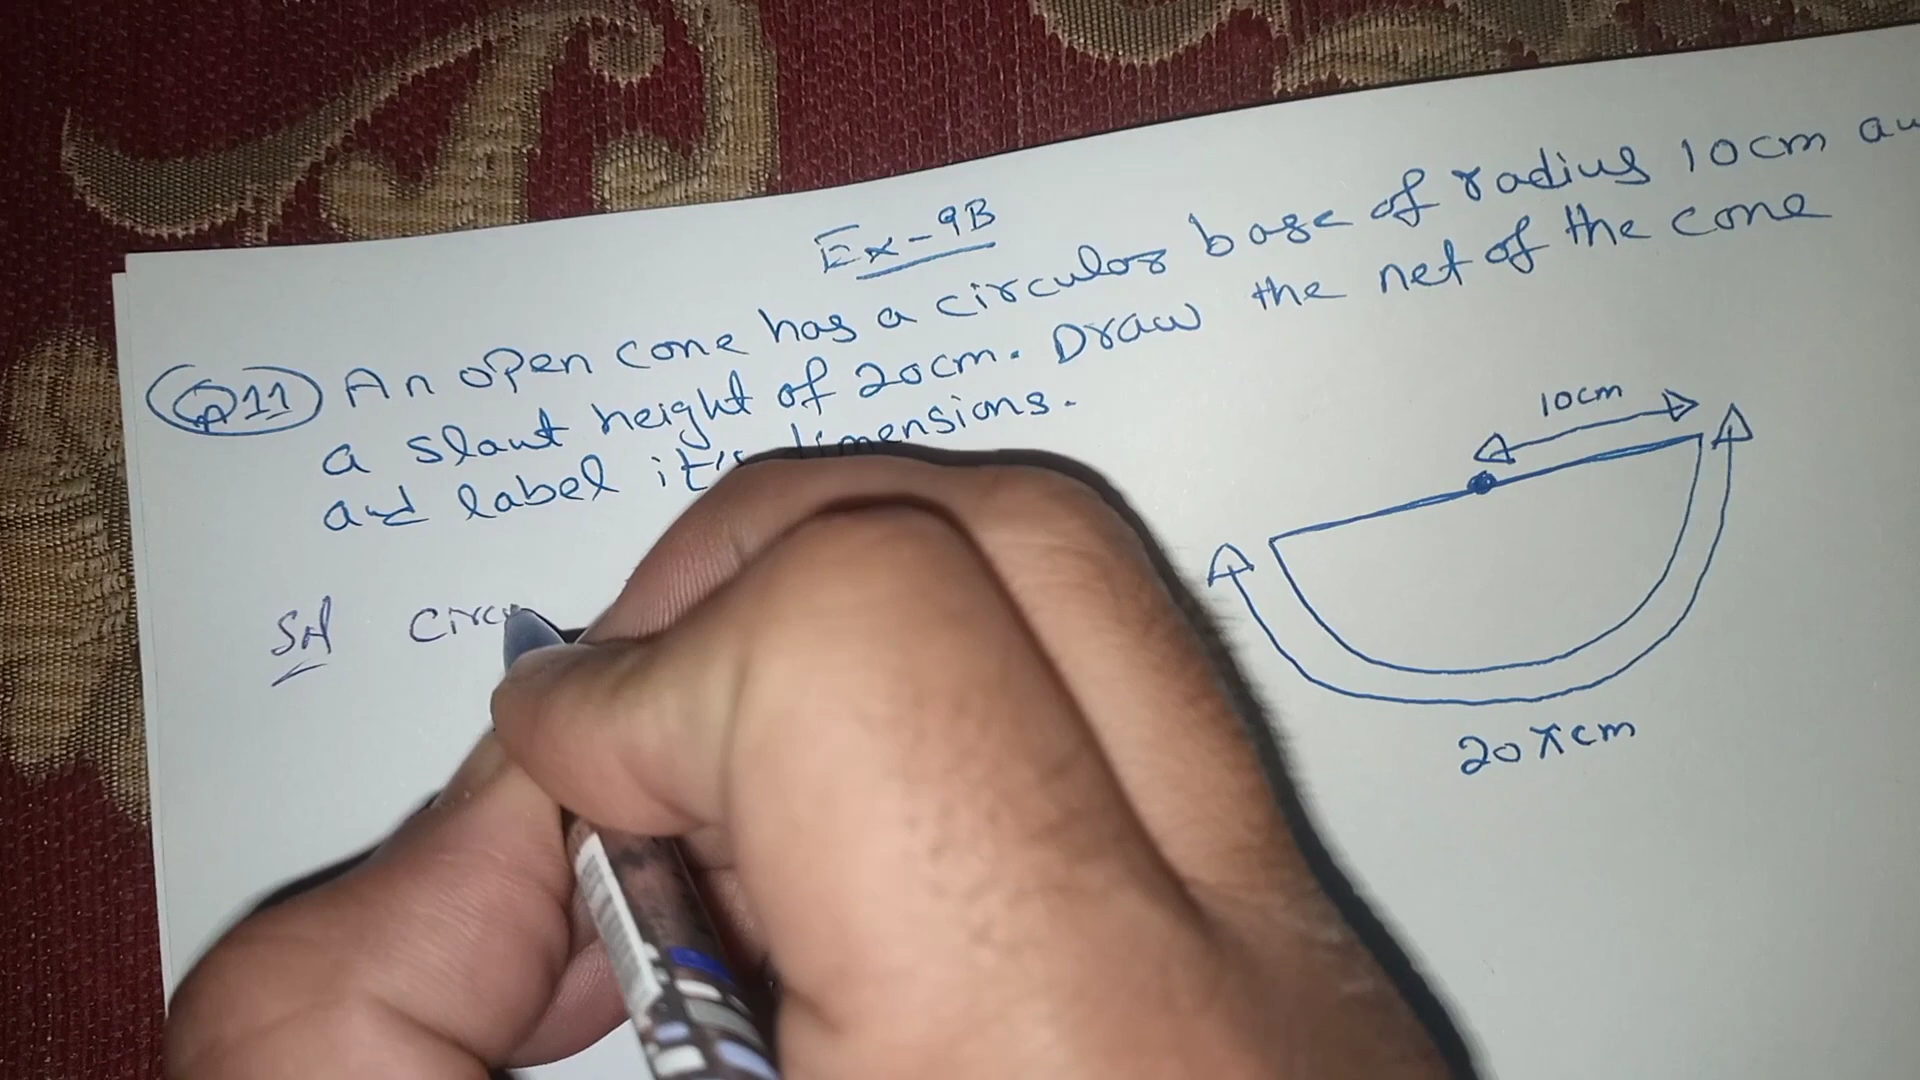 Ex-9B
Q11 An open cone has a circular base of radius 10cm
a slant height of 20cm. Draw the net of the cone
and label it's dimensions.
10cm
Sol
20πcm